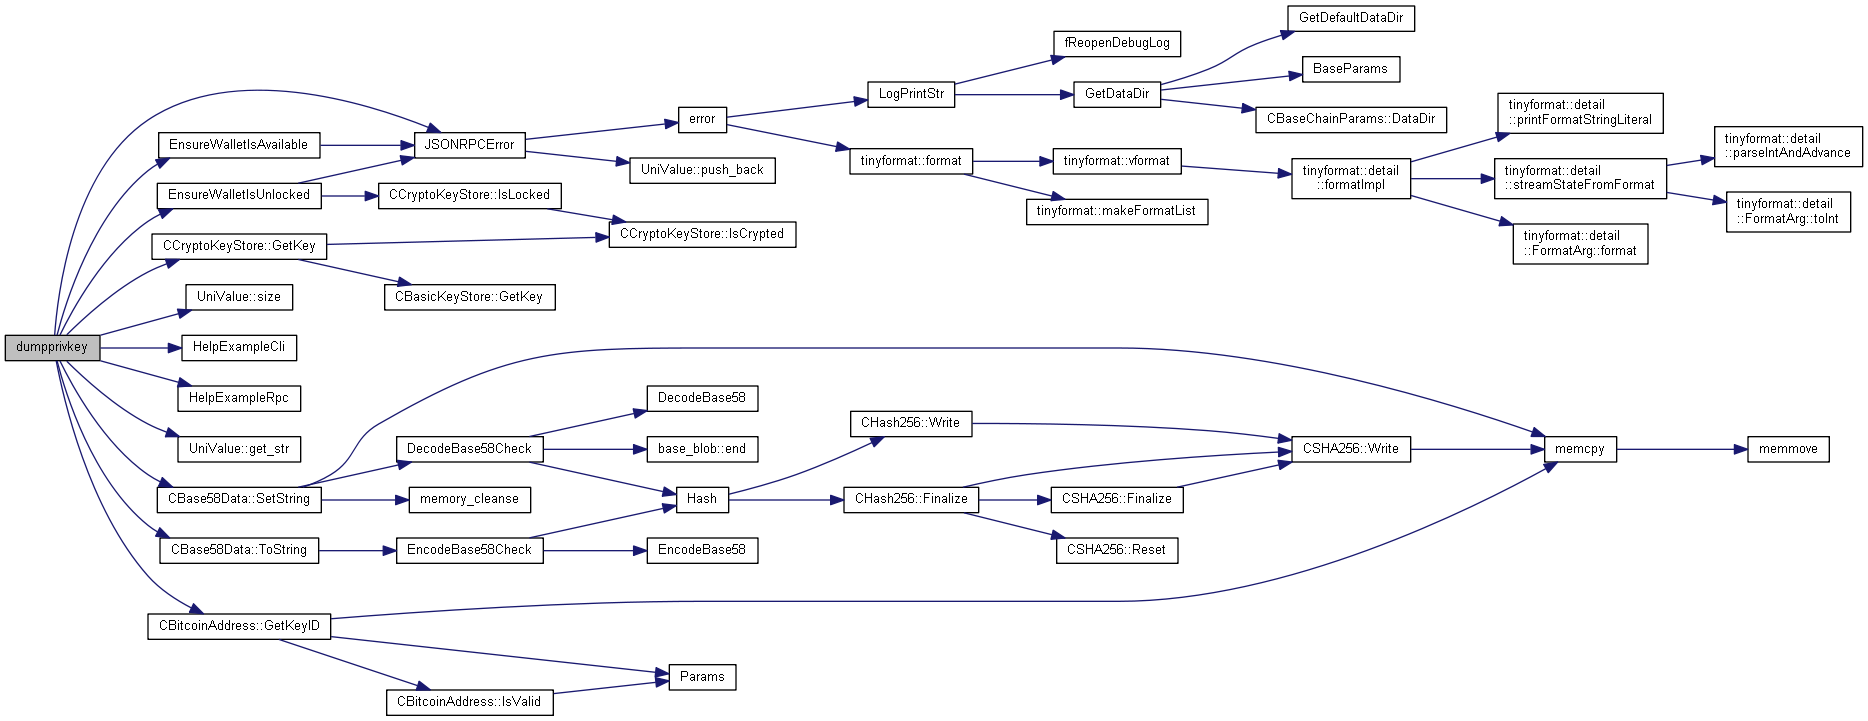 GetDefaultDataDir
fReopenDebugLog
BaseParams
LogPrintStr
GetDataDir
CBaseChainParams::DataDir
error
tinyformat::detail
::printFormatStringLiteral
EnsureWalletIsAvailable
JSONRPCError
tinyformat::detail
::parseIntAndAdvance
tinyformat::format
tinyformat::vformat
UniValue::push_back
tinyformat::detail
::formatImpl
tinyformat::detail
::streamStateFromFormat
EnsureWalletIsUnlocked
CCryptoKeyStore::IsLocked
tinyformat::makeFormatList
tinyformat::detail
::FormatArg::toInt
CCryptoKeyStore::GetKey
CCryptoKeyStore::IsCrypted
tinyformat::detail
::FormatArg::format
UniValue::size
CBasicKeyStore::GetKey
dumpprivkey
HelpExampleCli
HelpExampleRpc
DecodeBase58
CHash256::Write
UniValue::get_str
DecodeBase58Check
base_blob::end
CSHA256::Write
memcpy
memmove
CBase58Data::SetString
memory_cleanse
Hash
CHash256::Finalize
CSHA256::Finalize
CBase58Data::ToString
EncodeBase58Check
EncodeBase58
CSHA256::Reset
CBitcoinAddress::GetKeyID
Params
CBitcoinAddress::IsValid